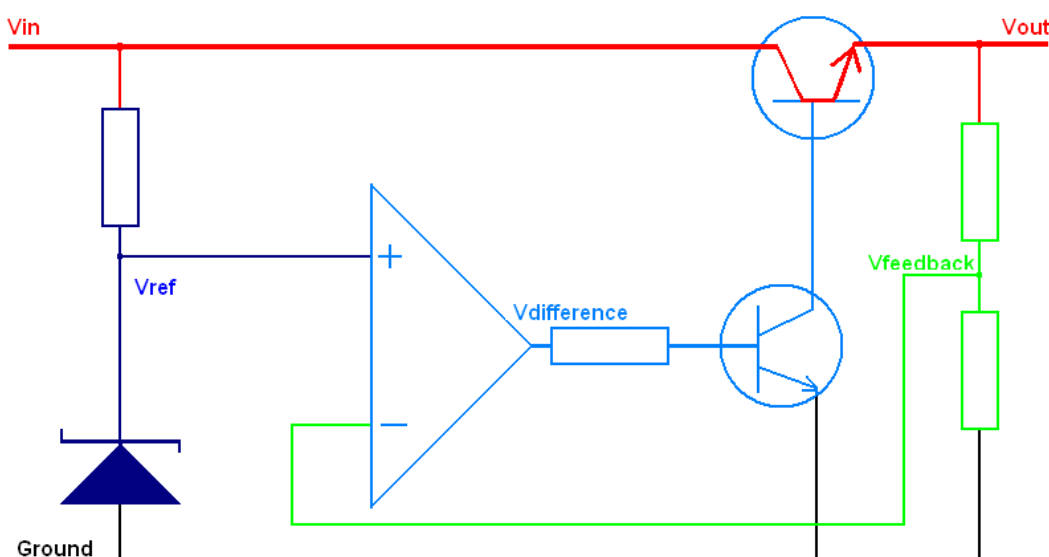 Vin
Vout
Vref
+
Vfeedback
Vdifference
−
Ground